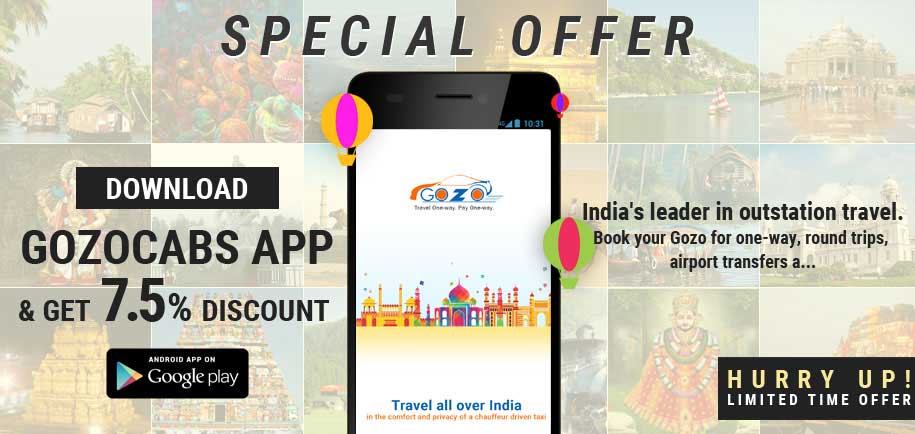 SPECIAL OFFER
DOWNLOAD
GOZOCABS APP
& GET 7.5% DISCOUNT
ANDROID APP ON
Google play
4G 10:31
GOZO
Travel One-way. Pay One-way.
Travel all over India
in the comfort and privacy of a chauffeur driven taxi
India's leader in outstation travel.
Book your Gozo for one-way, round trips,
airport transfers a...
HURRY UP!
LIMITED TIME OFFER